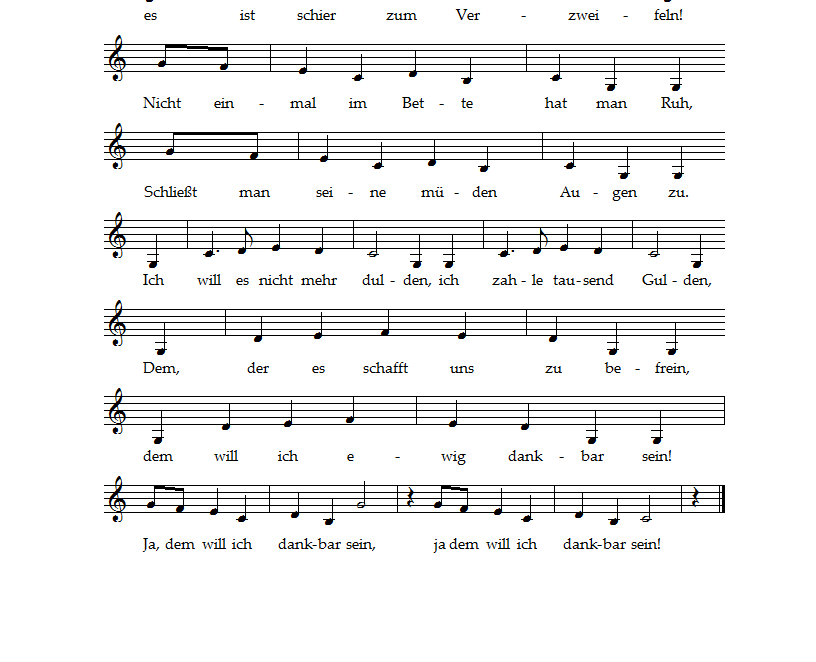 es ist schier zum Ver - zwei - feln!
Nicht ein - mal im Bet - te hat man Ruh,
Schließt man sei - ne mü - den Au - gen zu.
Ich will es nicht mehr dul - den, ich zah - le tau - send Gul - den,
Dem, der es schafft uns zu be - frein,
dem will ich e - wig dank - bar sein!
Ja, dem will ich dank - bar sein, ja dem will ich dank - bar sein!